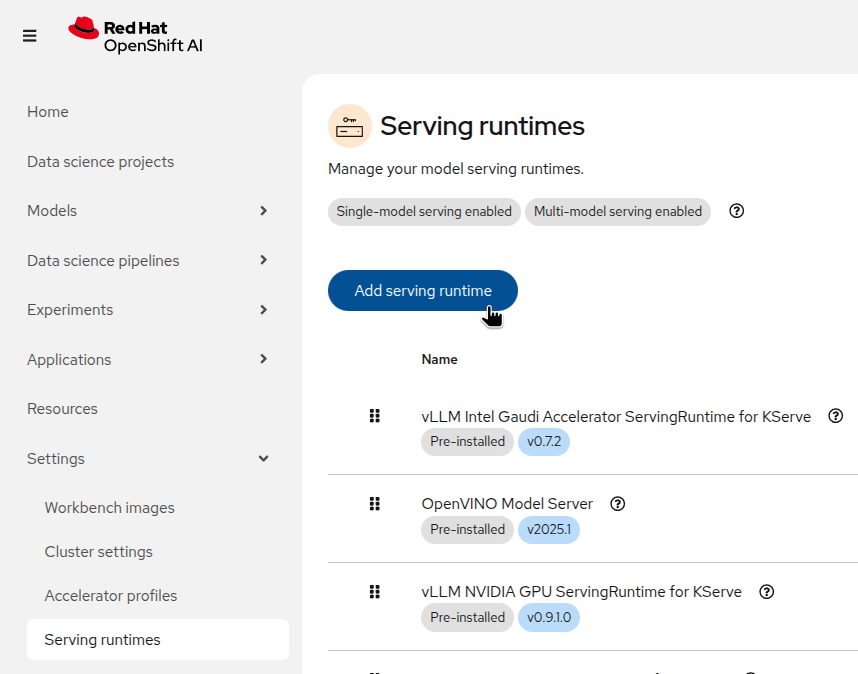 Red Hat
OpenShift AI
Home
Data science projects
Models
Data science pipelines
Experiments
Applications
Resources
Settings
Workbench images
Cluster settings
Accelerator profiles
Serving runtimes
Serving runtimes
Manage your model serving runtimes.
Single-model serving enabled Multi-model serving enabled
Add serving runtime
Name
vLLM Intel Gaudi Accelerator ServingRuntime for KServe
Pre-installed v0.7.2
OpenVINO Model Server
Pre-installed v2025.1
vLLM NVIDIA GPU ServingRuntime for KServe
Pre-installed v0.9.1.0